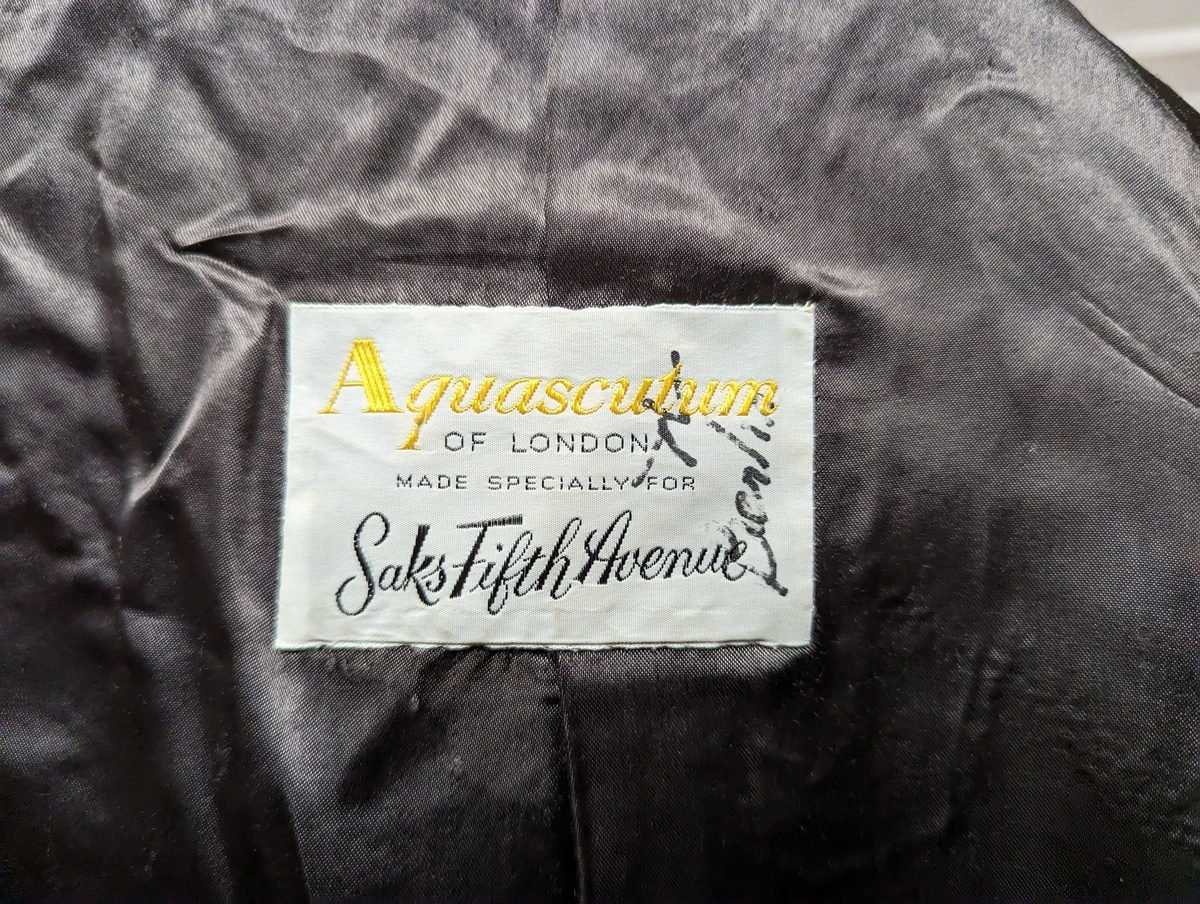 Aquascutum
OF LONDON
MADE SPECIALLY FOR
Saks Fifth Avenue